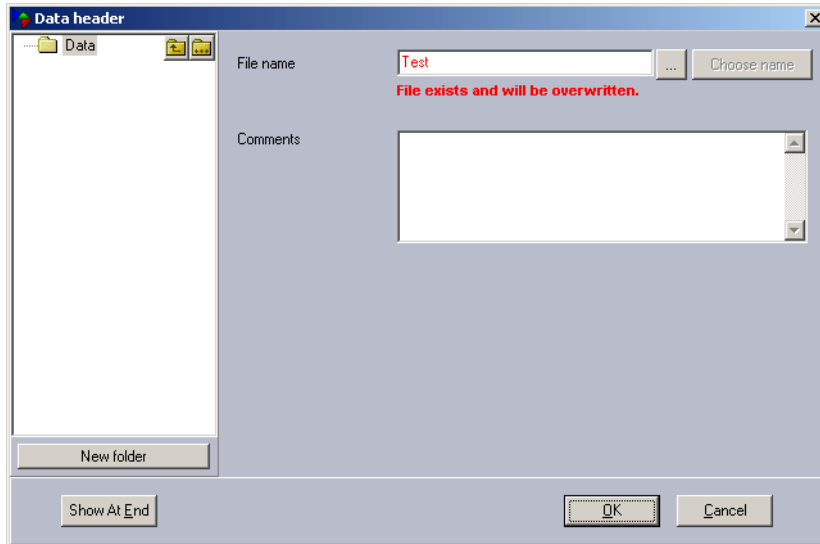 Data header
Data
File name
Test
...
Choose name
File exists and will be overwritten.
Comments
New folder
Show At End
OK
Cancel